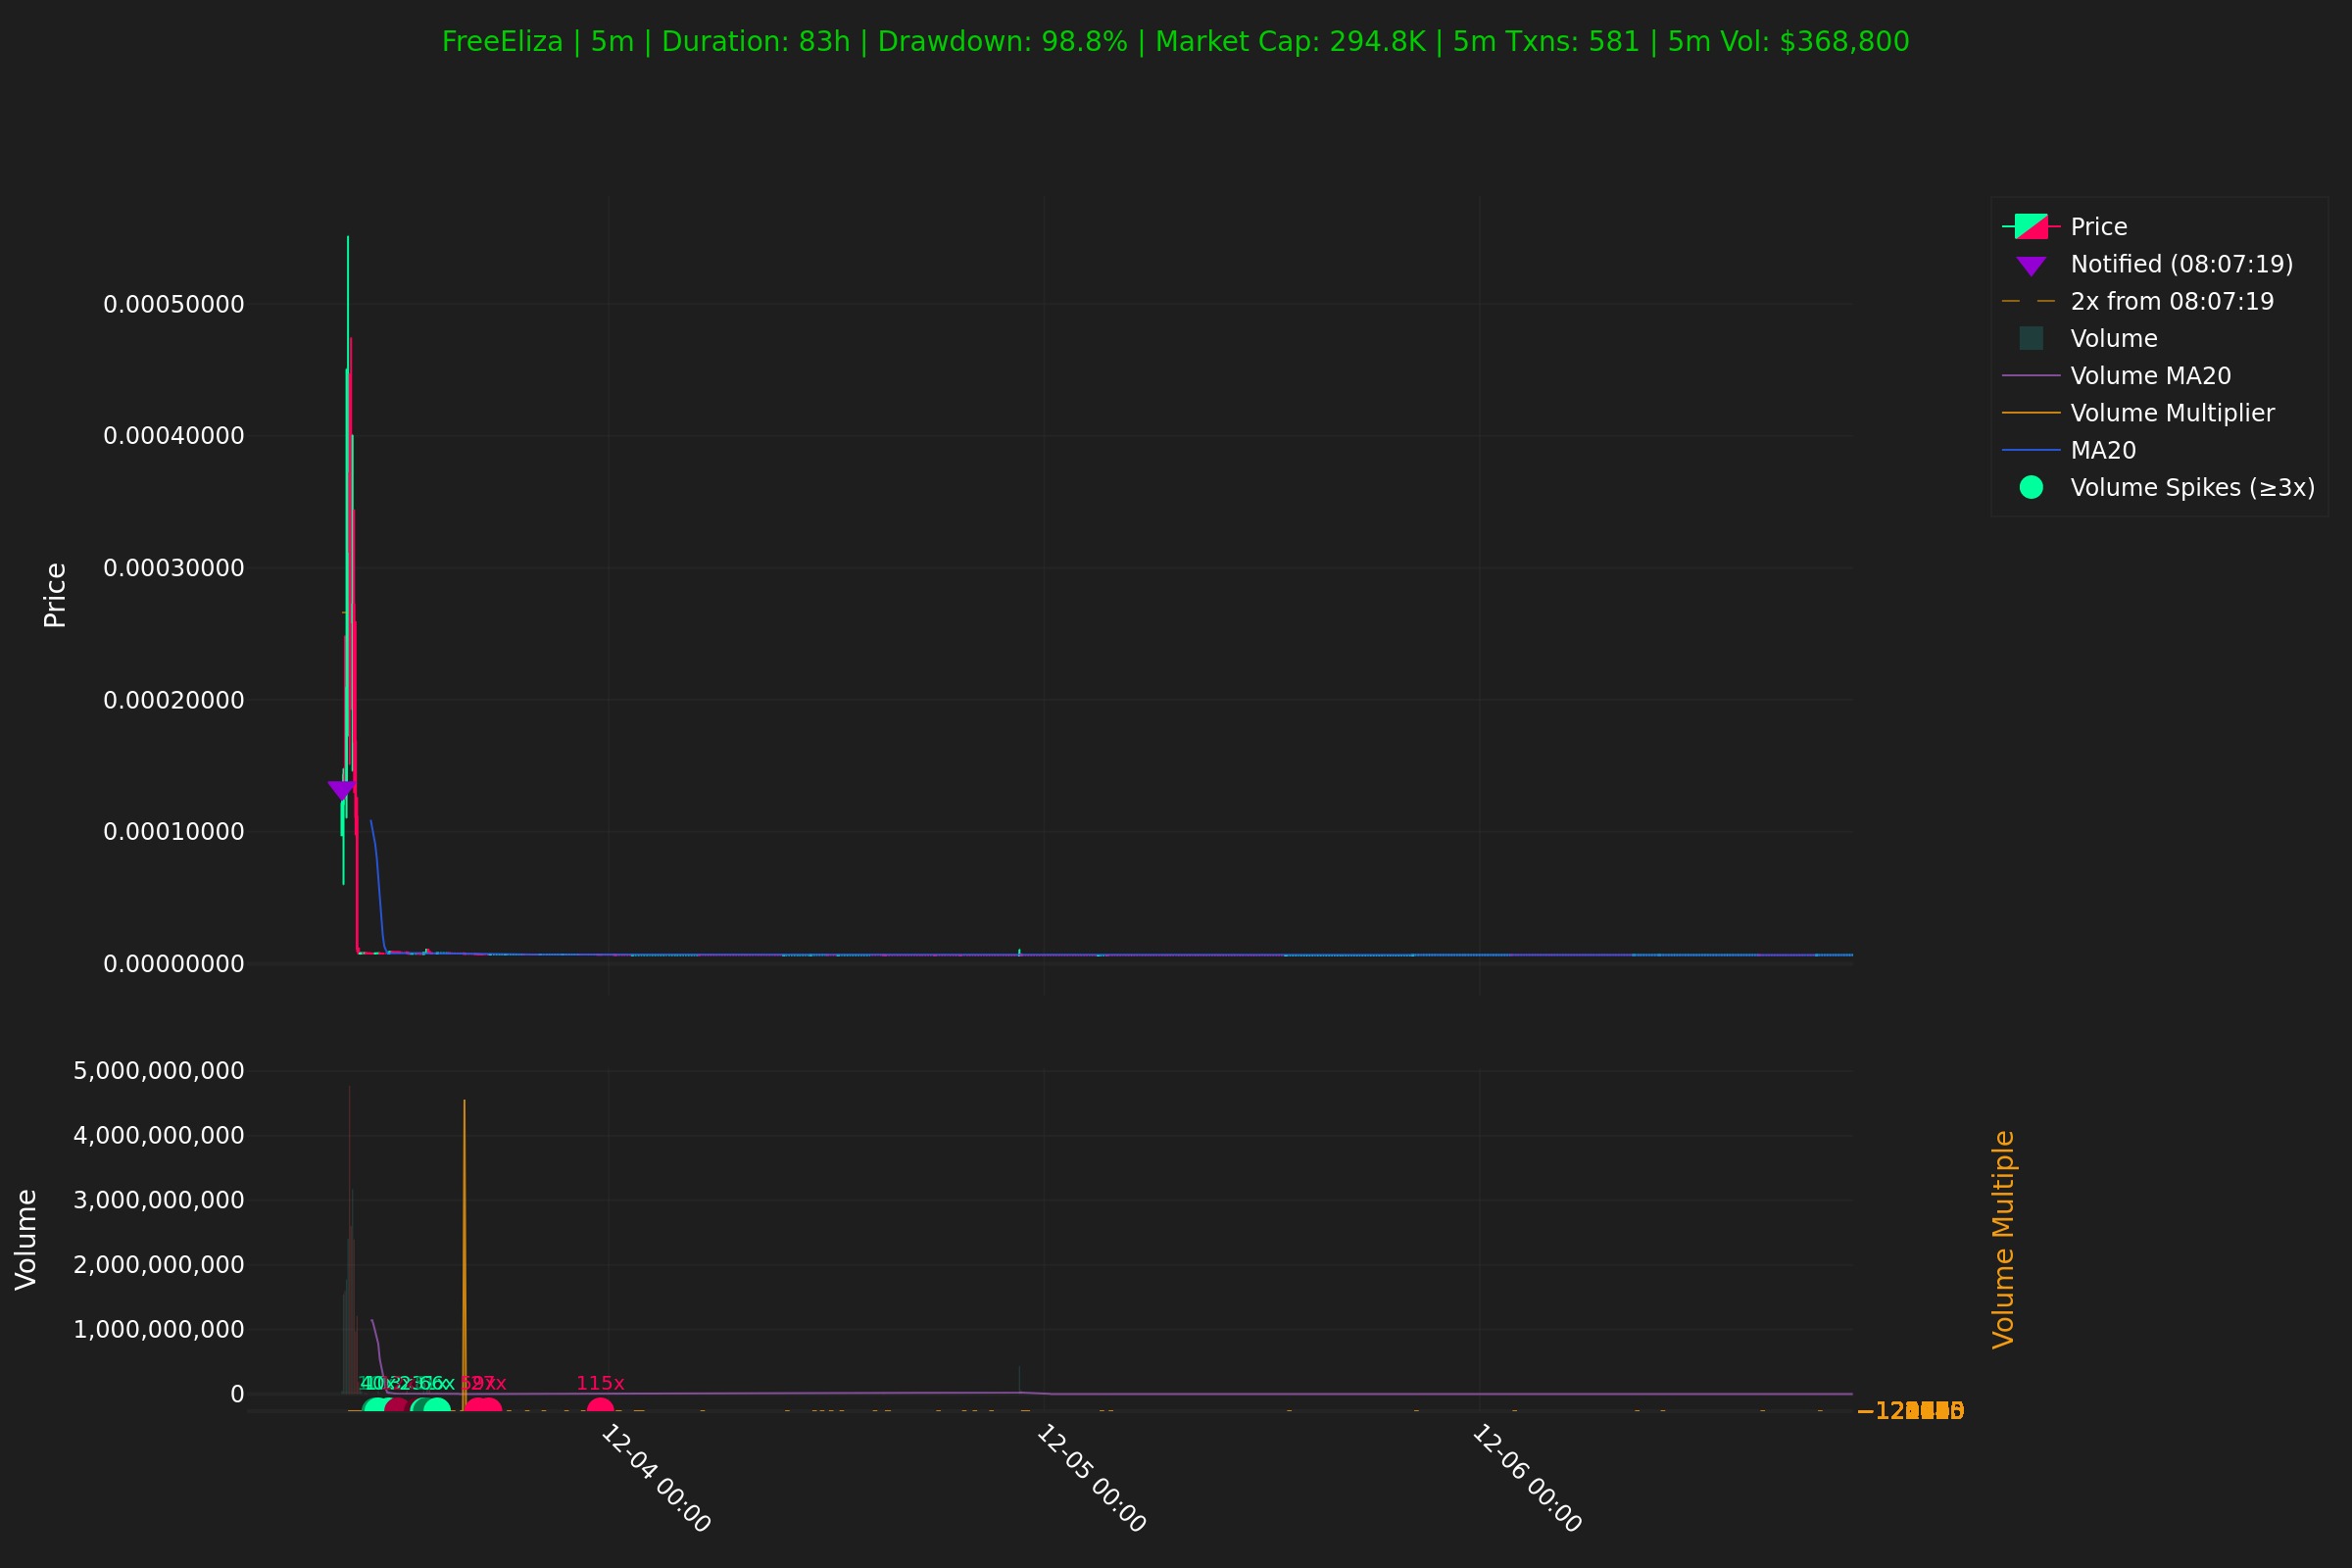 FreeEliza | 5m | Duration: 83h | Drawdown: 98.8% | Market Cap: 294.8K | 5m Txns: 581 | 5m Vol: $368,800
Price
0.00050000
0.00040000
0.00030000
0.00020000
0.00010000
0.00000000
Price
Notified (08:07:19)
2x from 08:07:19
Volume
Volume MA20
Volume Multiplier
MA20
Volume Spikes (≥3x)
Volume
5,000,000,000
4,000,000,000
3,000,000,000
2,000,000,000
1,000,000,000
0
115x
Volume Multiple
12-04 00:00
12-05 00:00
12-06 00:00